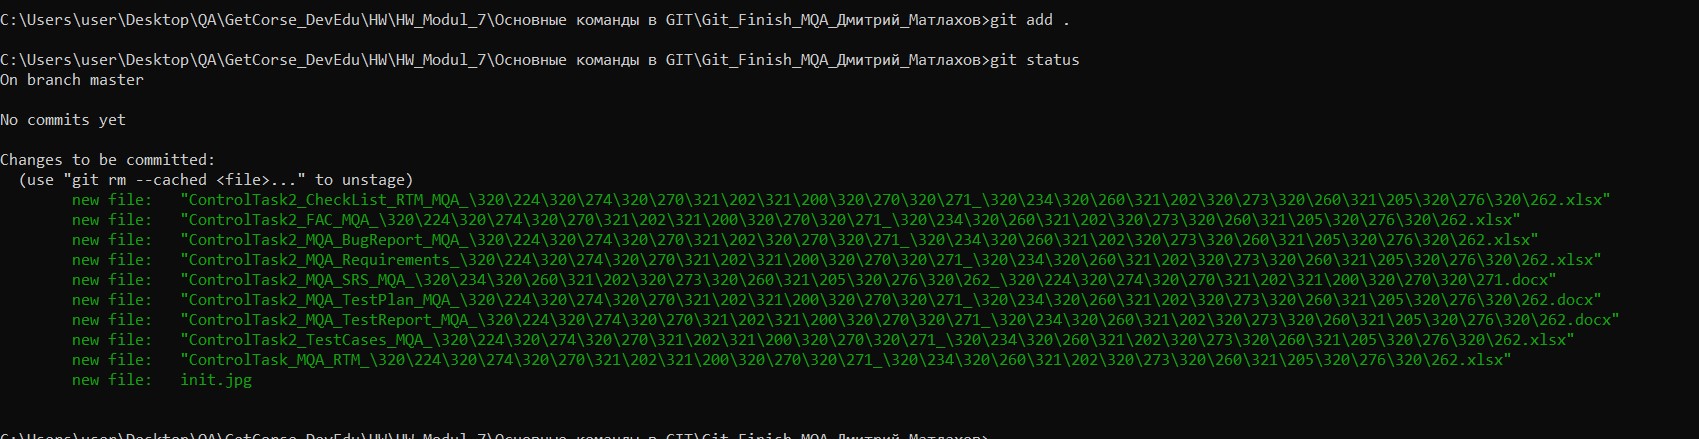 C:\Users\user\Desktop\QA\GetCorse_DevEdu\HW\HW_Modul_7\Основные команды в GIT\Git_Finish_MQA_Дмитрий_Матлахов>git add .
C:\Users\user\Desktop\QA\GetCorse_DevEdu\HW\HW_Modul_7\Основные команды в GIT\Git_Finish_MQA_Дмитрий_Матлахов>git status
On branch master
No commits yet
Changes to be committed:
(use "git rm --cached <file>..." to unstage)
new file: "ControlTask2_CheckList_RTM_MQA_\320\224\320\274\320\270\321\202\321\200\320\270\320\271_\320\234\320\260\321\202\320\273\320\260\321\205\320\276\320\262.xlsx"
new file: "ControlTask2_FAC_MQA_\320\224\320\274\320\270\321\202\321\200\320\270\320\271_\320\234\320\260\321\202\320\273\320\260\321\205\320\276\320\262.xlsx"
new file: "ControlTask2_MQA_BugReport_MQA_\320\224\320\274\320\270\321\202\320\270\320\271_\320\234\320\260\321\202\320\273\320\260\321\205\320\276\320\262.xlsx"
new file: "ControlTask2_MQA_Requirements_\320\224\320\274\320\270\321\202\321\200\320\270\320\271_\320\234\320\260\321\202\320\273\320\260\321\205\320\276\320\262.xlsx"
new file: "ControlTask2_MQA_SRS_MQA_\320\234\320\260\321\202\320\273\320\260\321\205\320\276\320\262_\320\224\320\274\320\270\321\202\321\200\320\270\320\271.docx"
new file: "ControlTask2_MQA_TestPlan_MQA_\320\224\320\274\320\270\321\202\321\200\320\270\320\271_\320\234\320\260\321\202\320\273\320\260\321\205\320\276\320\262.docx"
new file: "ControlTask2_MQA_TestReport_MQA_\320\224\320\274\320\270\321\202\321\200\320\270\320\271_\320\234\320\260\321\202\320\273\320\260\321\205\320\276\320\262.docx"
new file: "ControlTask2_TestCases_MQA_\320\224\320\274\320\270\321\202\321\200\320\270\320\271_\320\234\320\260\321\202\320\273\320\260\321\205\320\276\320\262.xlsx"
new file: "ControlTask_MQA_RTM_\320\224\320\274\320\270\321\202\321\200\320\270\320\271_\320\234\320\260\321\202\320\273\320\260\321\205\320\276\320\262.xlsx"
new file: init.jpg
C:\Users\user\Desktop\QA\GetCorse_DevEdu\HW\HW_Modul_7\Основные команды в GIT\Git_Finish_MQA_Дмитрий_Матлахов>